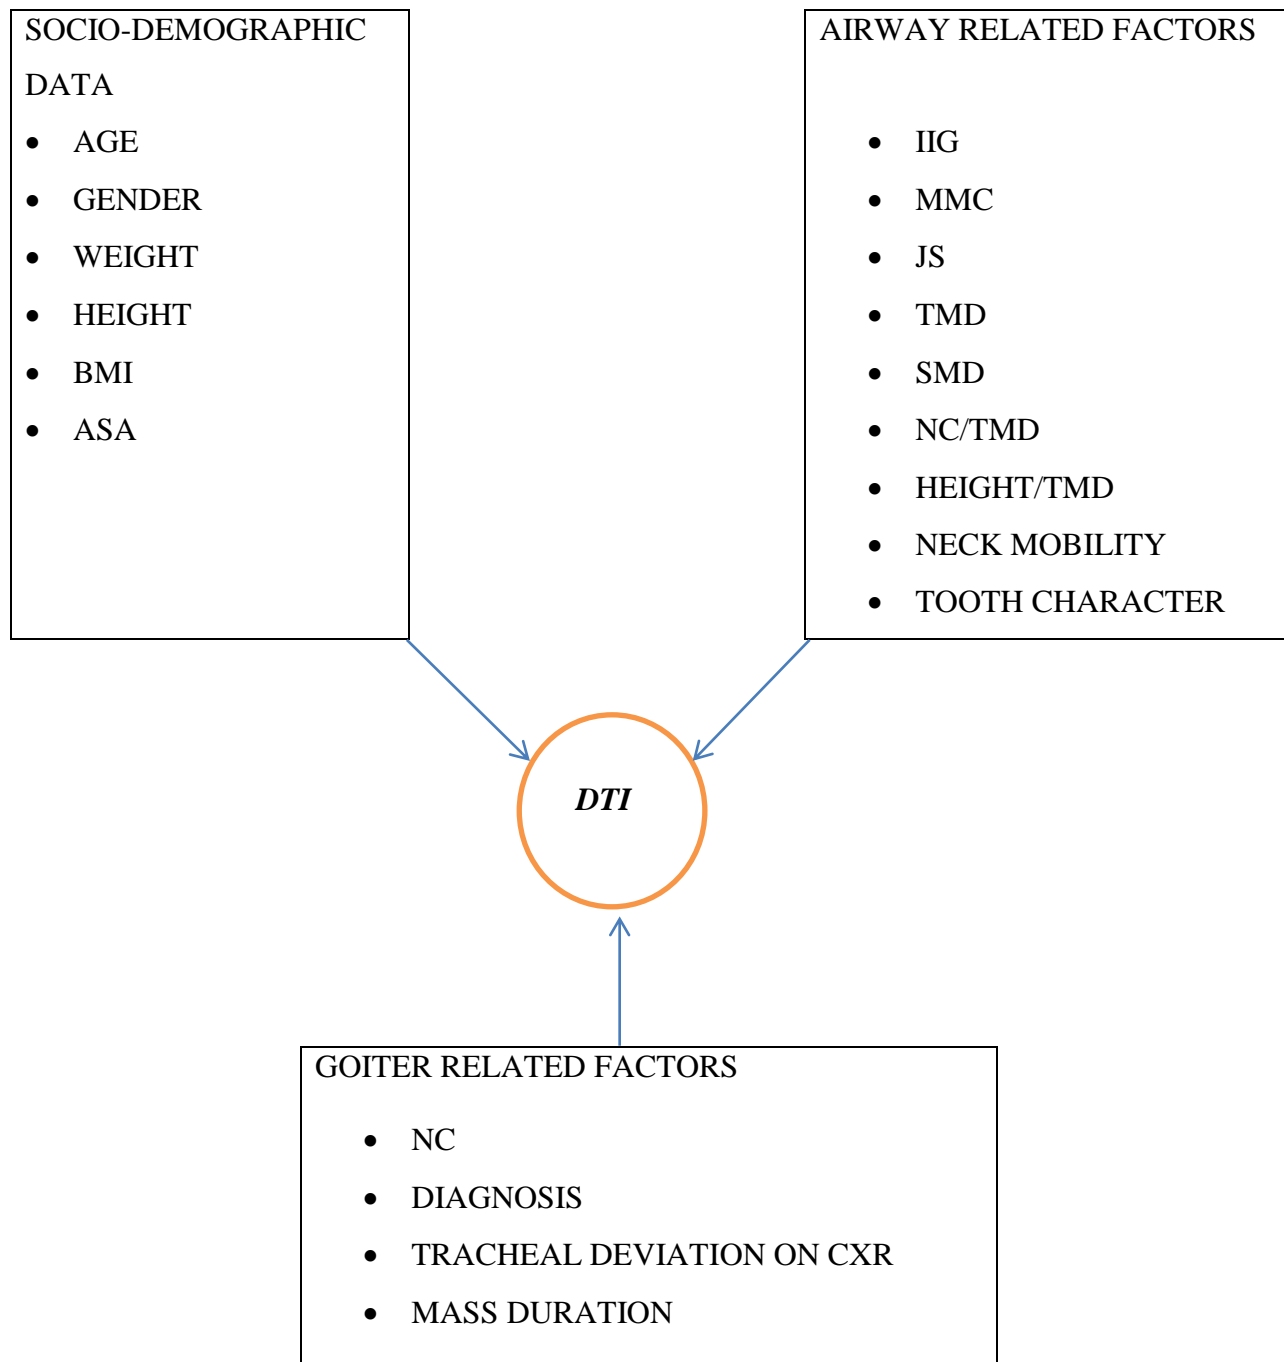 SOCIO-DEMOGRAPHIC
DATA
• AGE
• GENDER
• WEIGHT
• HEIGHT
• BMI
• ASA
AIRWAY RELATED FACTORS
• IIG
• MMC
• JS
• TMD
• SMD
• NC/TMD
• HEIGHT/TMD
• NECK MOBILITY
• TOOTH CHARACTER
DTI
GOITER RELATED FACTORS
• NC
• DIAGNOSIS
• TRACHEAL DEVIATION ON CXR
• MASS DURATION